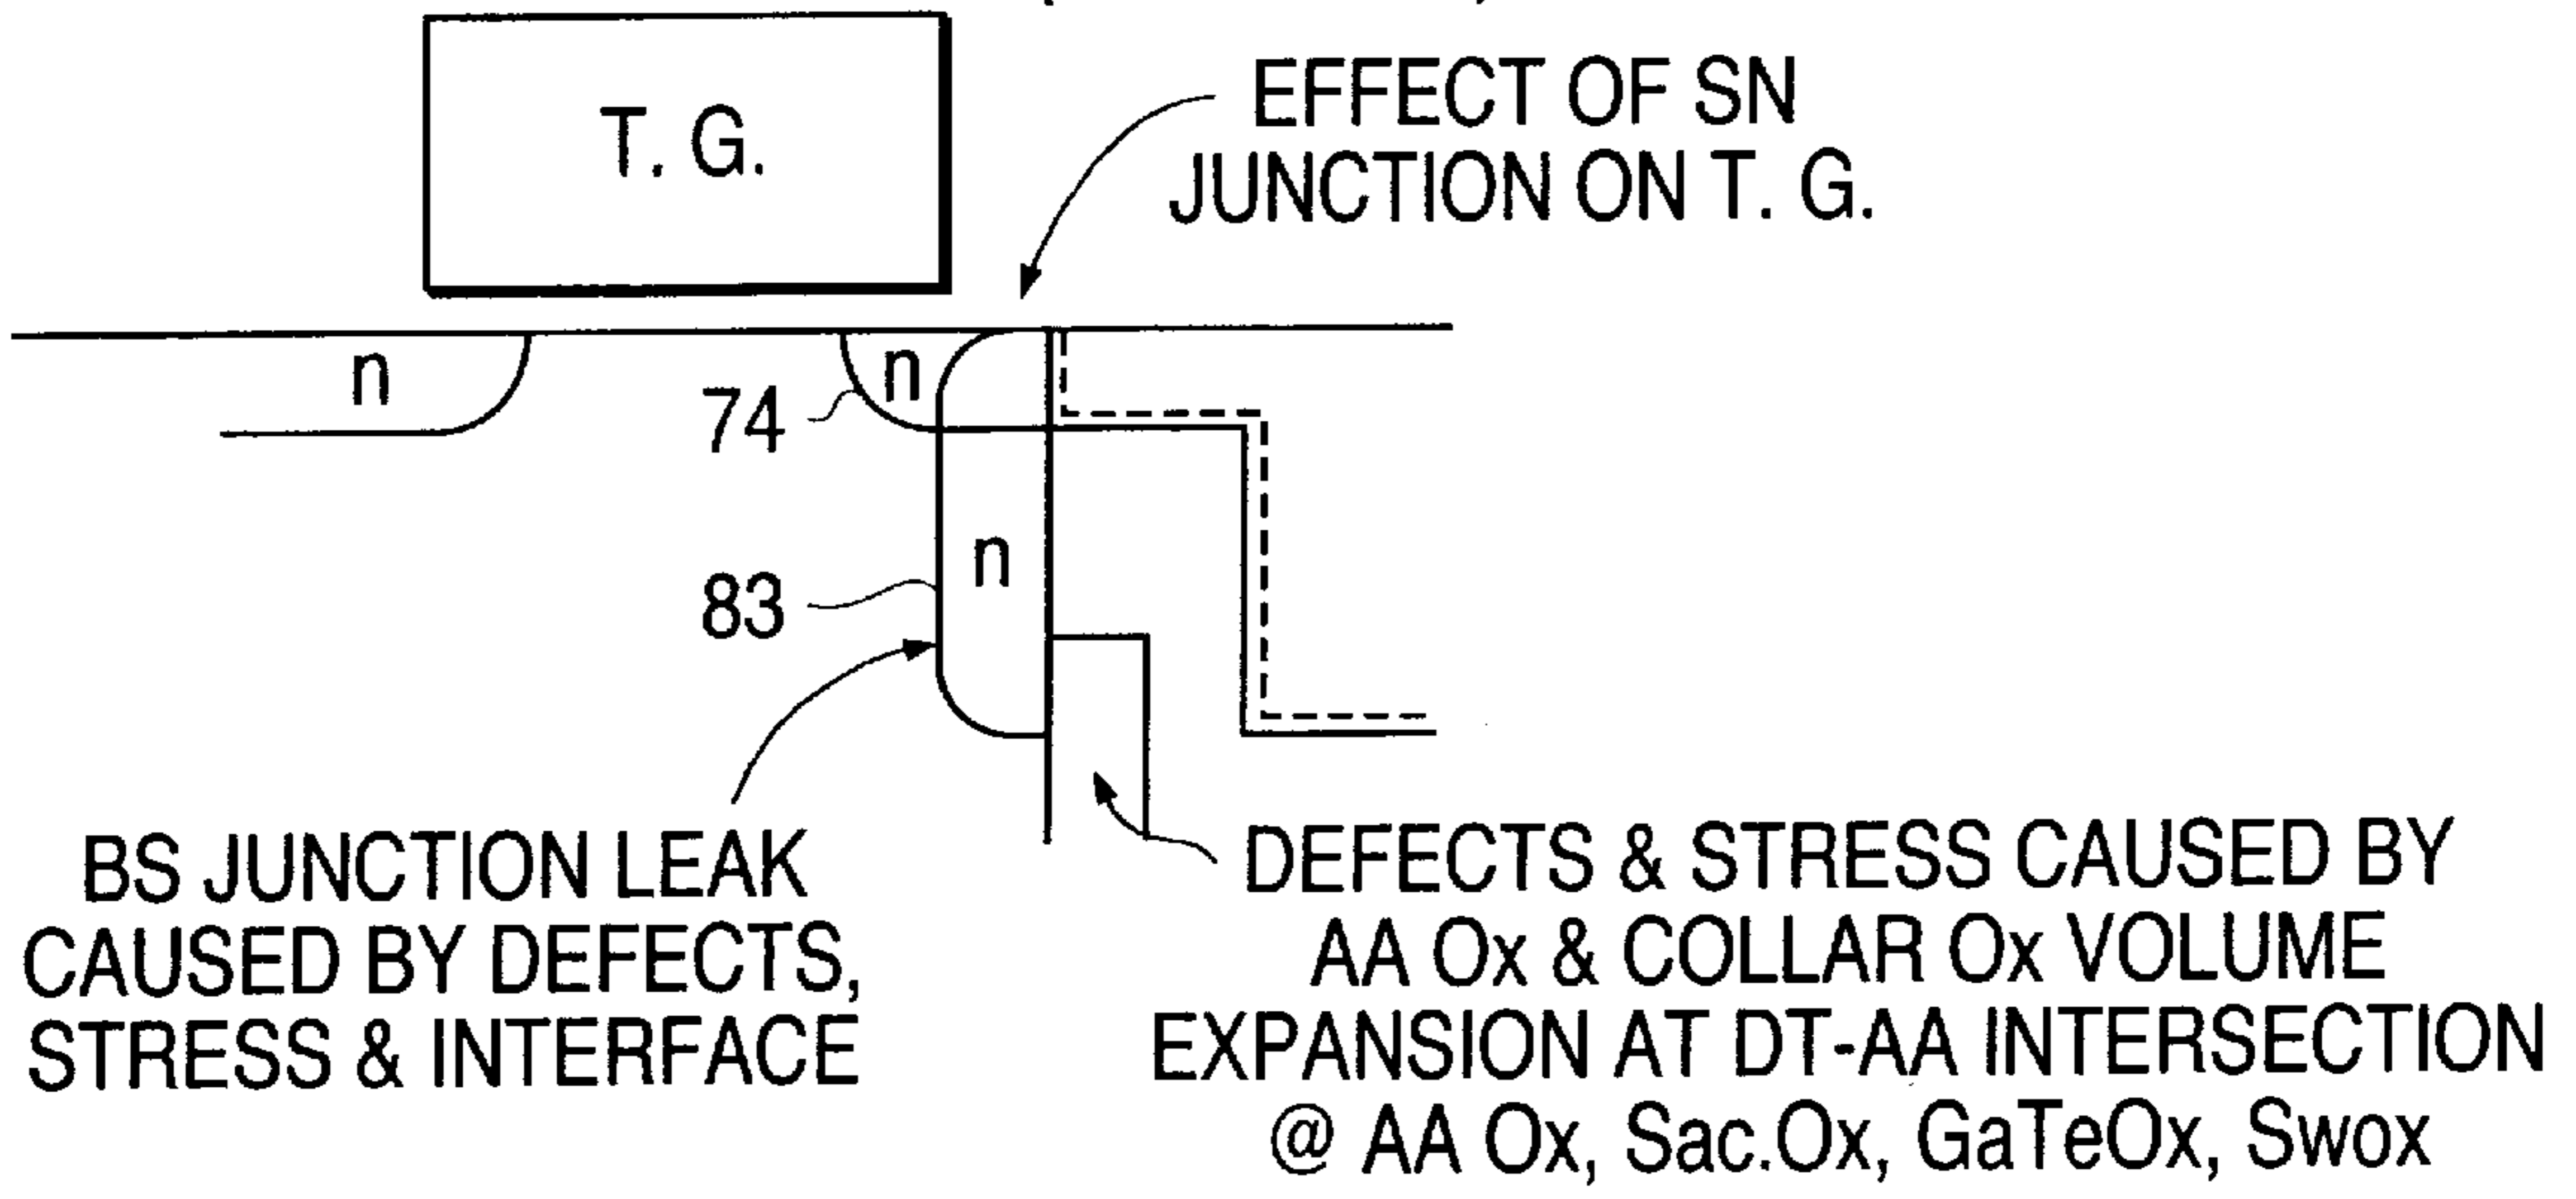 T. G.
EFFECT OF SN
JUNCTION ON T. G.
n
n
74
n
83
BS JUNCTION LEAK
CAUSED BY DEFECTS,
STRESS & INTERFACE
DEFECTS & STRESS CAUSED BY
AA Ox & COLLAR Ox VOLUME
EXPANSION AT DT-AA INTERSECTION
@ AA Ox, Sac.Ox, GaTeOx, Swox